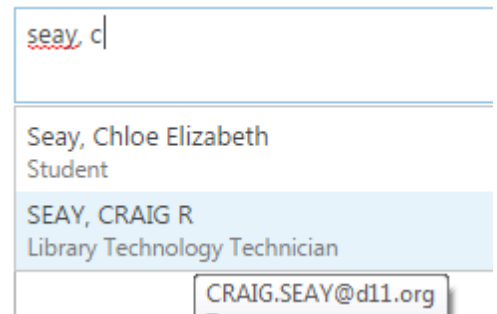 seay, c
Seay, Chloe Elizabeth
Student
SEAY, CRAIG R
Library Technology Technician
CRAIG.SEAY@d11.org